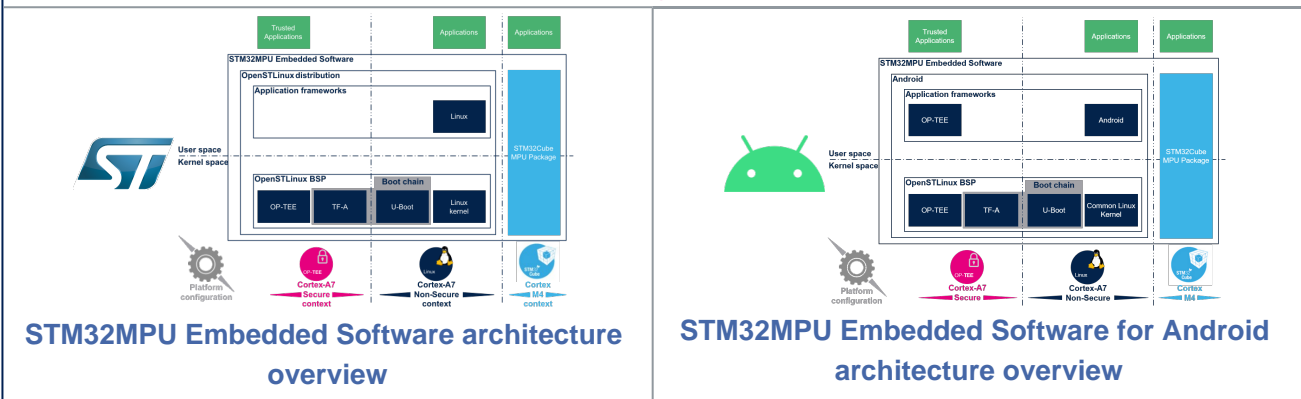 Trusted
Applications
Applications
Applications
STM32MPU Embedded Software
OpenSTLinux distribution
Application frameworks
Linux
STM32Cube
MPU Package
User space
Kernel space
OpenSTLinux BSP
Boot chain
OP-TEE
TF-A
U-Boot
Linux
kernel
Platform
configuration
OP-TEE
Cortex-A7
Secure
context
Linux
Cortex-A7
Non-Secure
context
STM32
Cube
Cortex
M4
context
STM32MPU Embedded Software architecture
overview
Trusted
Applications
Applications
Applications
STM32MPU Embedded Software
Android
Application frameworks
OP-TEE
Android
STM32Cube
MPU Package
User space
Kernel space
OpenSTLinux BSP
Boot chain
OP-TEE
TF-A
U-Boot
Common Linux
Kernel
Platform
configuration
OP-TEE
Cortex-A7
Secure
Linux
Cortex-A7
Non-Secure
STM32
Cube
Cortex
M4
STM32MPU Embedded Software for Android
architecture overview